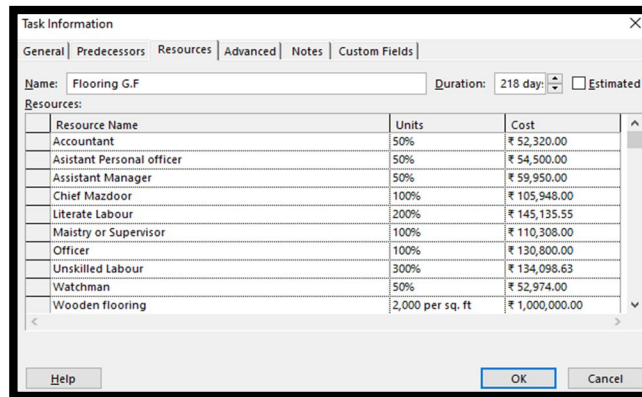 Task Information
General Predecessors Resources Advanced Notes Custom Fields
Name: Flooring G.F Duration: 218 day: Estimated
Resources:
Resource Name Units Cost
Accountant 50% ₹ 52,320.00
Asistant Personal officer 50% ₹ 54,500.00
Assistant Manager 50% ₹ 59,950.00
Chief Mazdoor 100% ₹ 105,948.00
Literate Labour 200% ₹ 145,135.55
Maistry or Supervisor 100% ₹ 110,308.00
Officer 100% ₹ 130,800.00
Unskilled Labour 300% ₹ 134,098.63
Watchman 50% ₹ 52,974.00
Wooden flooring 2,000 per sq. ft ₹ 1,000,000.00
Help OK Cancel